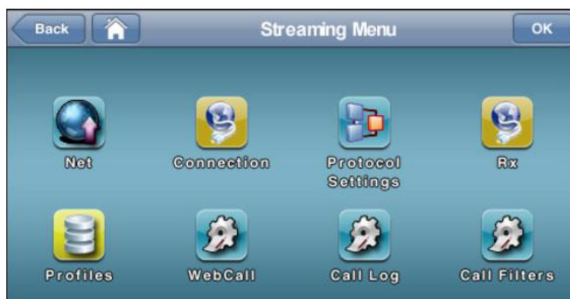 Back Streaming Menu OK
Net Connection Protocol Settings Rx
Profiles WebCall Call Log Call Filters